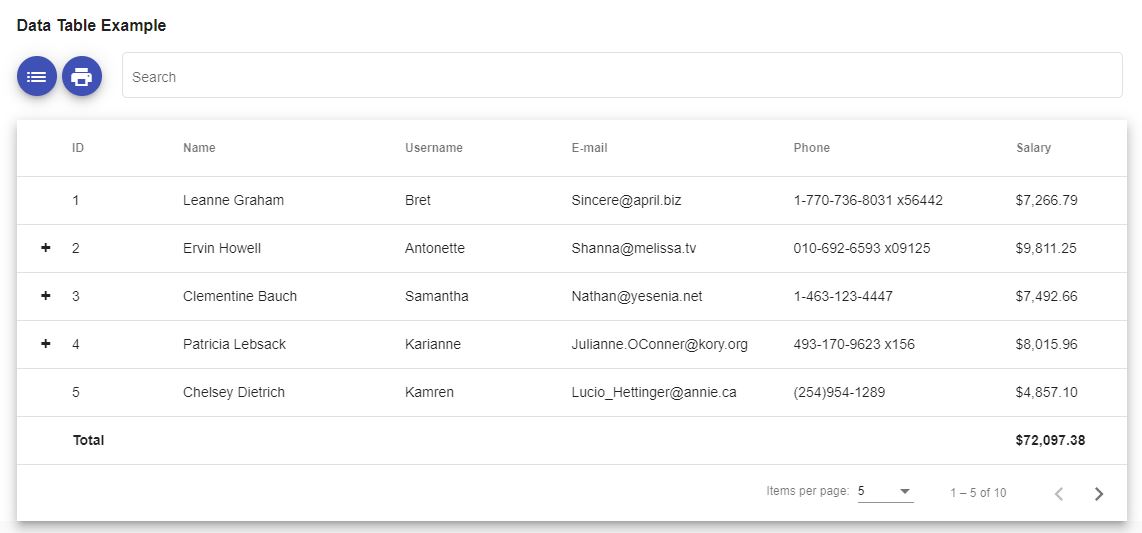 Data Table Example
Search
ID Name Username E-mail Phone Salary
1 Leanne Graham Bret Sincere@april.biz 1-770-736-8031 x56442 $7,266.79
+ 2 Ervin Howell Antonette Shanna@melissa.tv 010-692-6593 x09125 $9,811.25
+ 3 Clementine Bauch Samantha Nathan@yesenia.net 1-463-123-4447 $7,492.66
+ 4 Patricia Lebsack Karianne Julianne.OConner@kory.org 493-170-9623 x156 $8,015.96
5 Chelsey Dietrich Kamren Lucio_Hettinger@annie.ca (254)954-1289 $4,857.10
Total $72,097.38
Items per page: 5 1 – 5 of 10